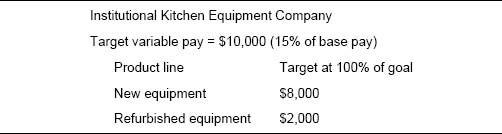 Institutional Kitchen Equipment Company
Target variable pay = $10,000 (15% of base pay)
Product line Target at 100% of goal
New equipment $8,000
Refurbished equipment $2,000